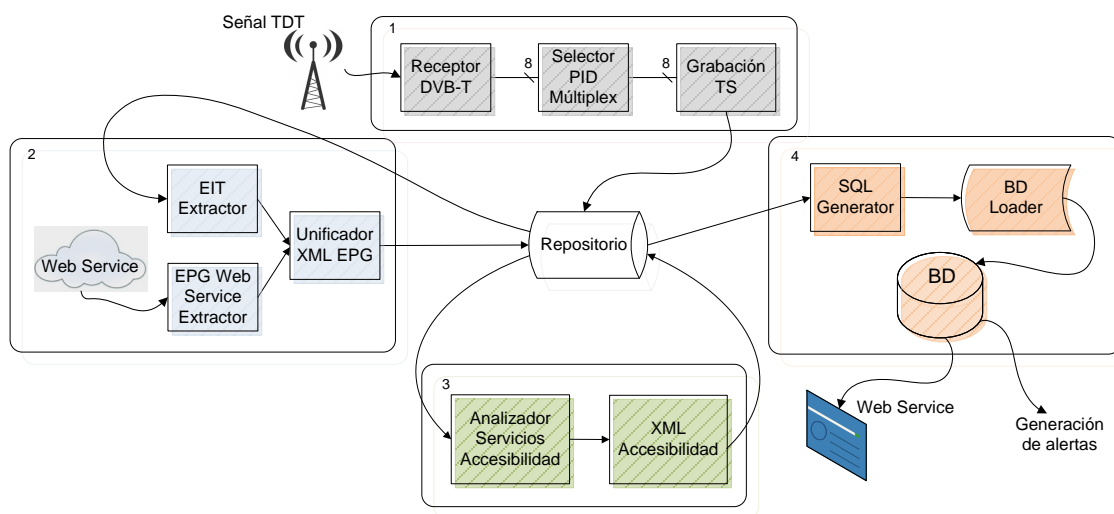 Señal TDT
1
Receptor
DVB-T
8
Selector
PID
Múltiplex
8
Grabación
TS
2
EIT
Extractor
Web Service
EPG Web
Service
Extractor
Unificador
XML EPG
Repositorio
3
Analizador
Servicios
Accesibilidad
XML
Accesibilidad
4
SQL
Generator
BD
Loader
BD
Web Service
Generación
de alertas